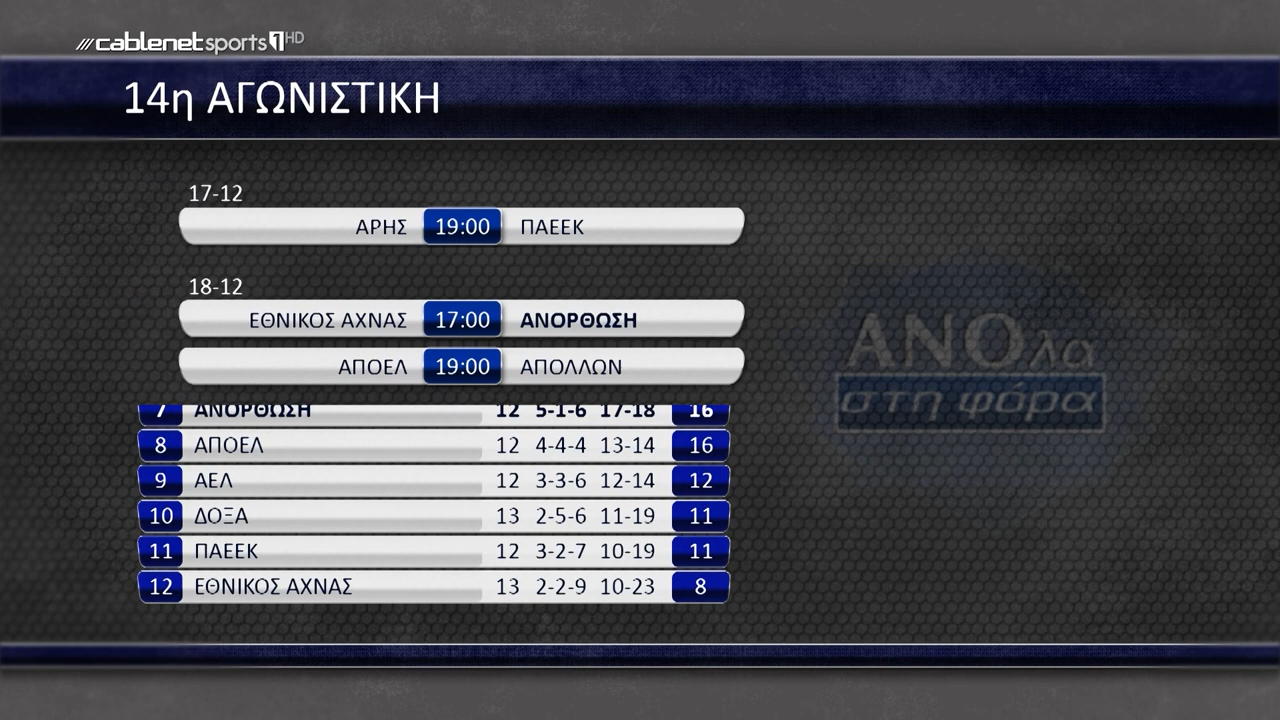 cablenet sports 1 HD
14η ΑΓΩΝΙΣΤΙΚΗ
17-12
ΑΡΗΣ 19:00 ΠΑΕΕΚ
18-12
ΕΘΝΙΚΟΣ ΑΧΝΑΣ 17:00 ΑΝΟΡΘΩΣΗ
ΑΠΟΕΛ 19:00 ΑΠΟΛΛΩΝ
7 ΑΝΟΡΘΩΣΗ 12 5-1-6 17-18 16
8 ΑΠΟΕΛ 12 4-4-4 13-14 16
9 ΑΕΛ 12 3-3-6 12-14 12
10 ΔΟΞΑ 13 2-5-6 11-19 11
11 ΠΑΕΕΚ 12 3-2-7 10-19 11
12 ΕΘΝΙΚΟΣ ΑΧΝΑΣ 13 2-2-9 10-23 8
ΑΝΟλα
στη φόρα